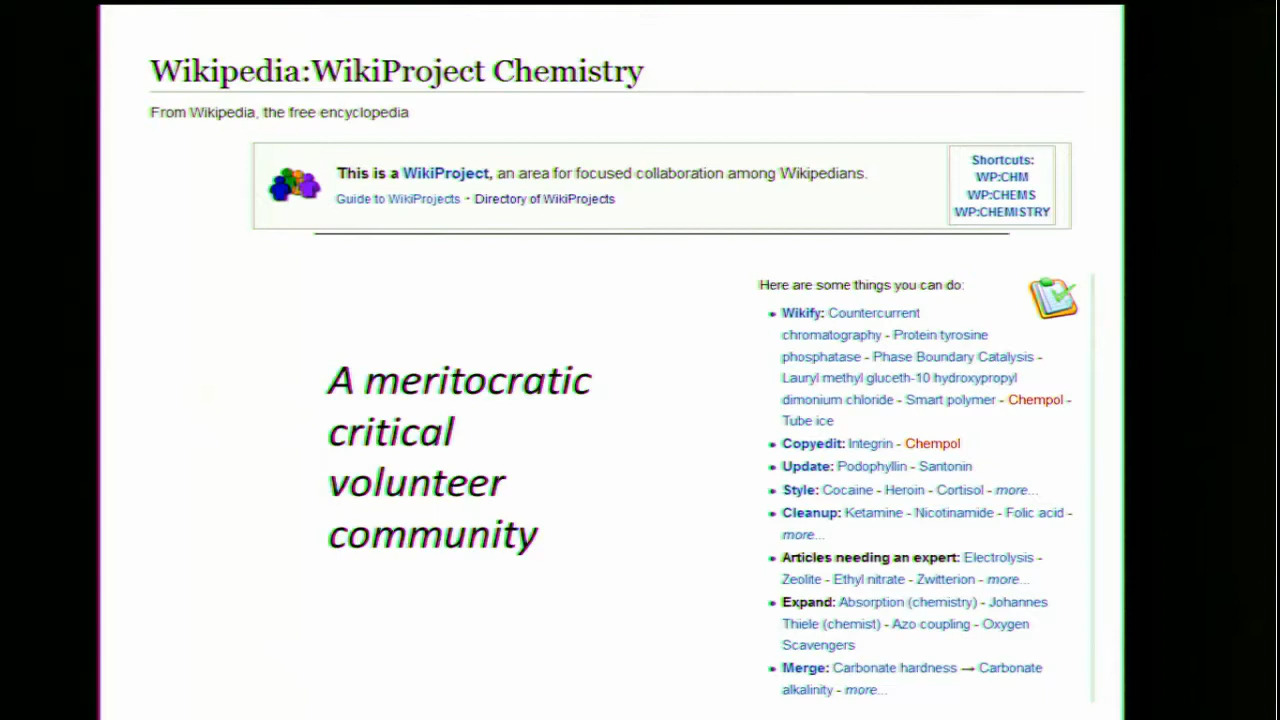 Wikipedia:WikiProject Chemistry
From Wikipedia, the free encyclopedia
This is a WikiProject, an area for focused collaboration among Wikipedians.
Guide to WikiProjects · Directory of WikiProjects
Shortcuts:
WP:CHM
WP:CHEMS
WP:CHEMISTRY
A meritocratic
critical
volunteer
community
Here are some things you can do:
Wikify: Countercurrent
chromatography - Protein tyrosine
phosphatase - Phase Boundary Catalysis -
Lauryl methyl gluceth-10 hydroxypropyl
dimonium chloride - Smart polymer - Chempol -
Tube ice
Copyedit: Integrin - Chempol
Update: Podophyllin - Santonin
Style: Cocaine - Heroin - Cortisol - more...
Cleanup: Ketamine - Nicotinamide - Folic acid -
more...
Articles needing an expert: Electrolysis -
Zeolite - Ethyl nitrate - Zwitterion - more...
Expand: Absorption (chemistry) - Johannes
Thiele (chemist) - Azo coupling - Oxygen
Scavengers
Merge: Carbonate hardness → Carbonate
alkalinity - more...